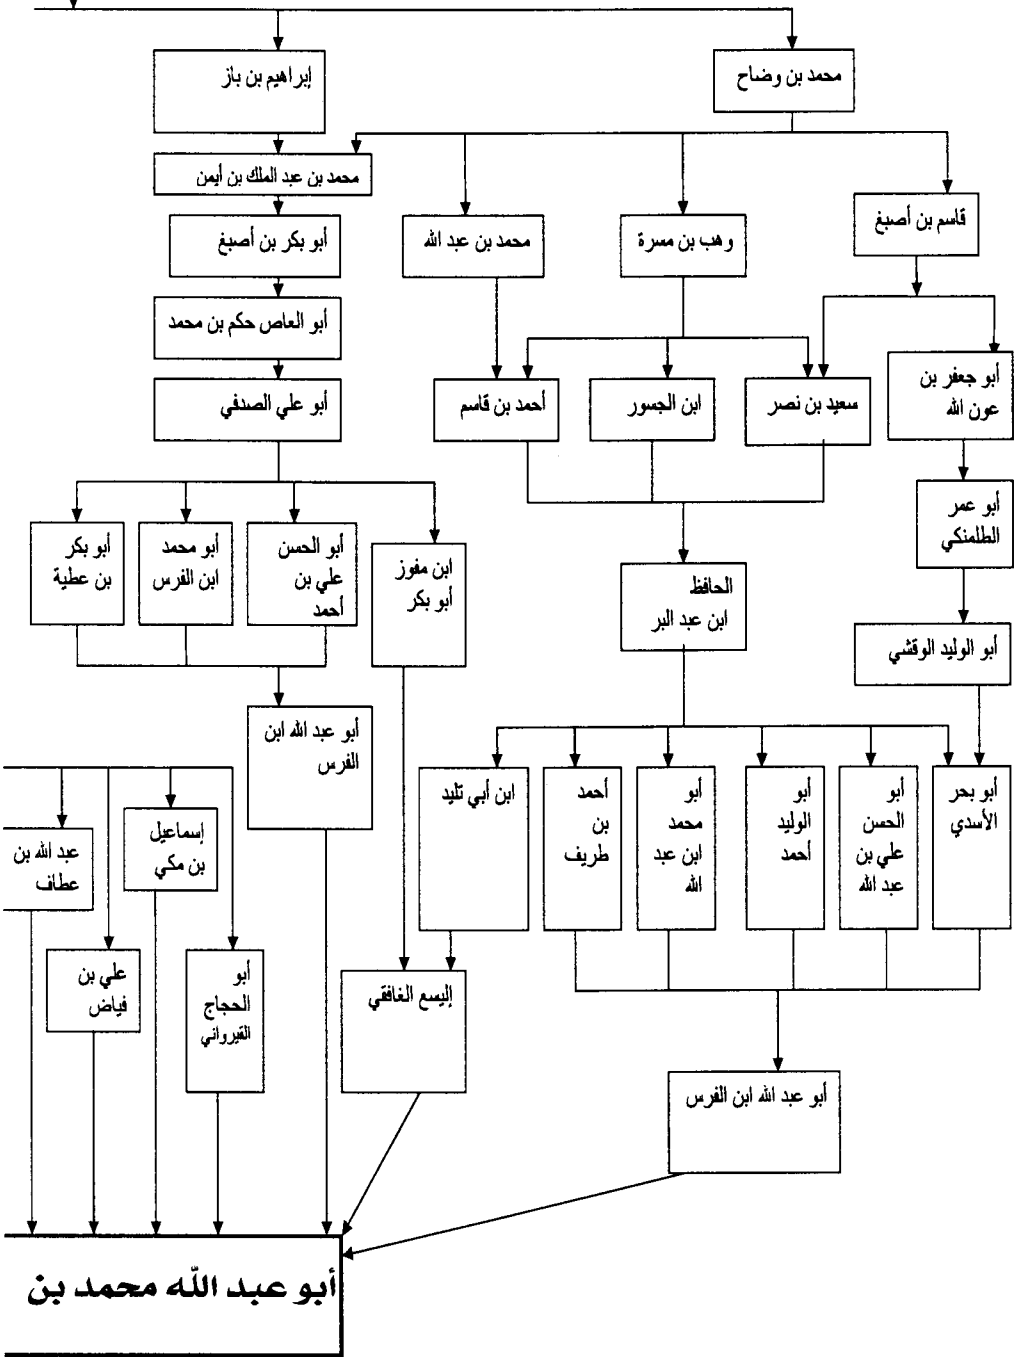 محمد بن وضاح
إبراهيم بن باز
محمد بن عبد الملك بن أيمن
قاسم بن أصبغ
وهب بن مسرة
محمد بن عبد الله
أبو بكر بن أصبغ
أبو العاص حكم بن محمد
أبو جعفر بن
عون الله
سعيد بن نصر
ابن الجسور
أحمد بن قاسم
أبو علي الصدفي
أبو عمر
الطلمنكي
أبو الحسن
علي بن
أحمد
أبو محمد
ابن الفرس
أبو بكر
بن عطية
ابن مفوز
أبو بكر
الحافظ
ابن عبد البر
أبو الوليد الوقشي
أبو عبد الله ابن
الفرس
أبو بحر
الأسدي
أبو
الحسن
علي بن
عبد الله
أبو
الوليد
أحمد
أبو
محمد
ابن عبد
الله
أحمد
بن
طريف
ابن أبي تليد
إسماعيل
بن مكي
عبد الله بن
عطاف
أبو
الحجاج
القيرواني
علي بن
فياض
إليسع الغافقي
أبو عبد الله ابن الفرس
أبو عبد الله محمد بن